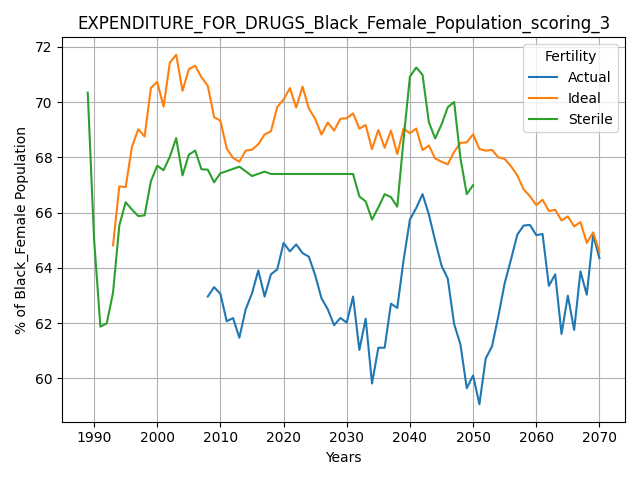 EXPENDITURE_FOR_DRUGS_Black_Female_Population_scoring_3
% of Black_Female Population
72
70
68
66
64
62
60
Fertility
Actual
Ideal
Sterile
1990 2000 2010 2020 2030 2040 2050 2060 2070
Years